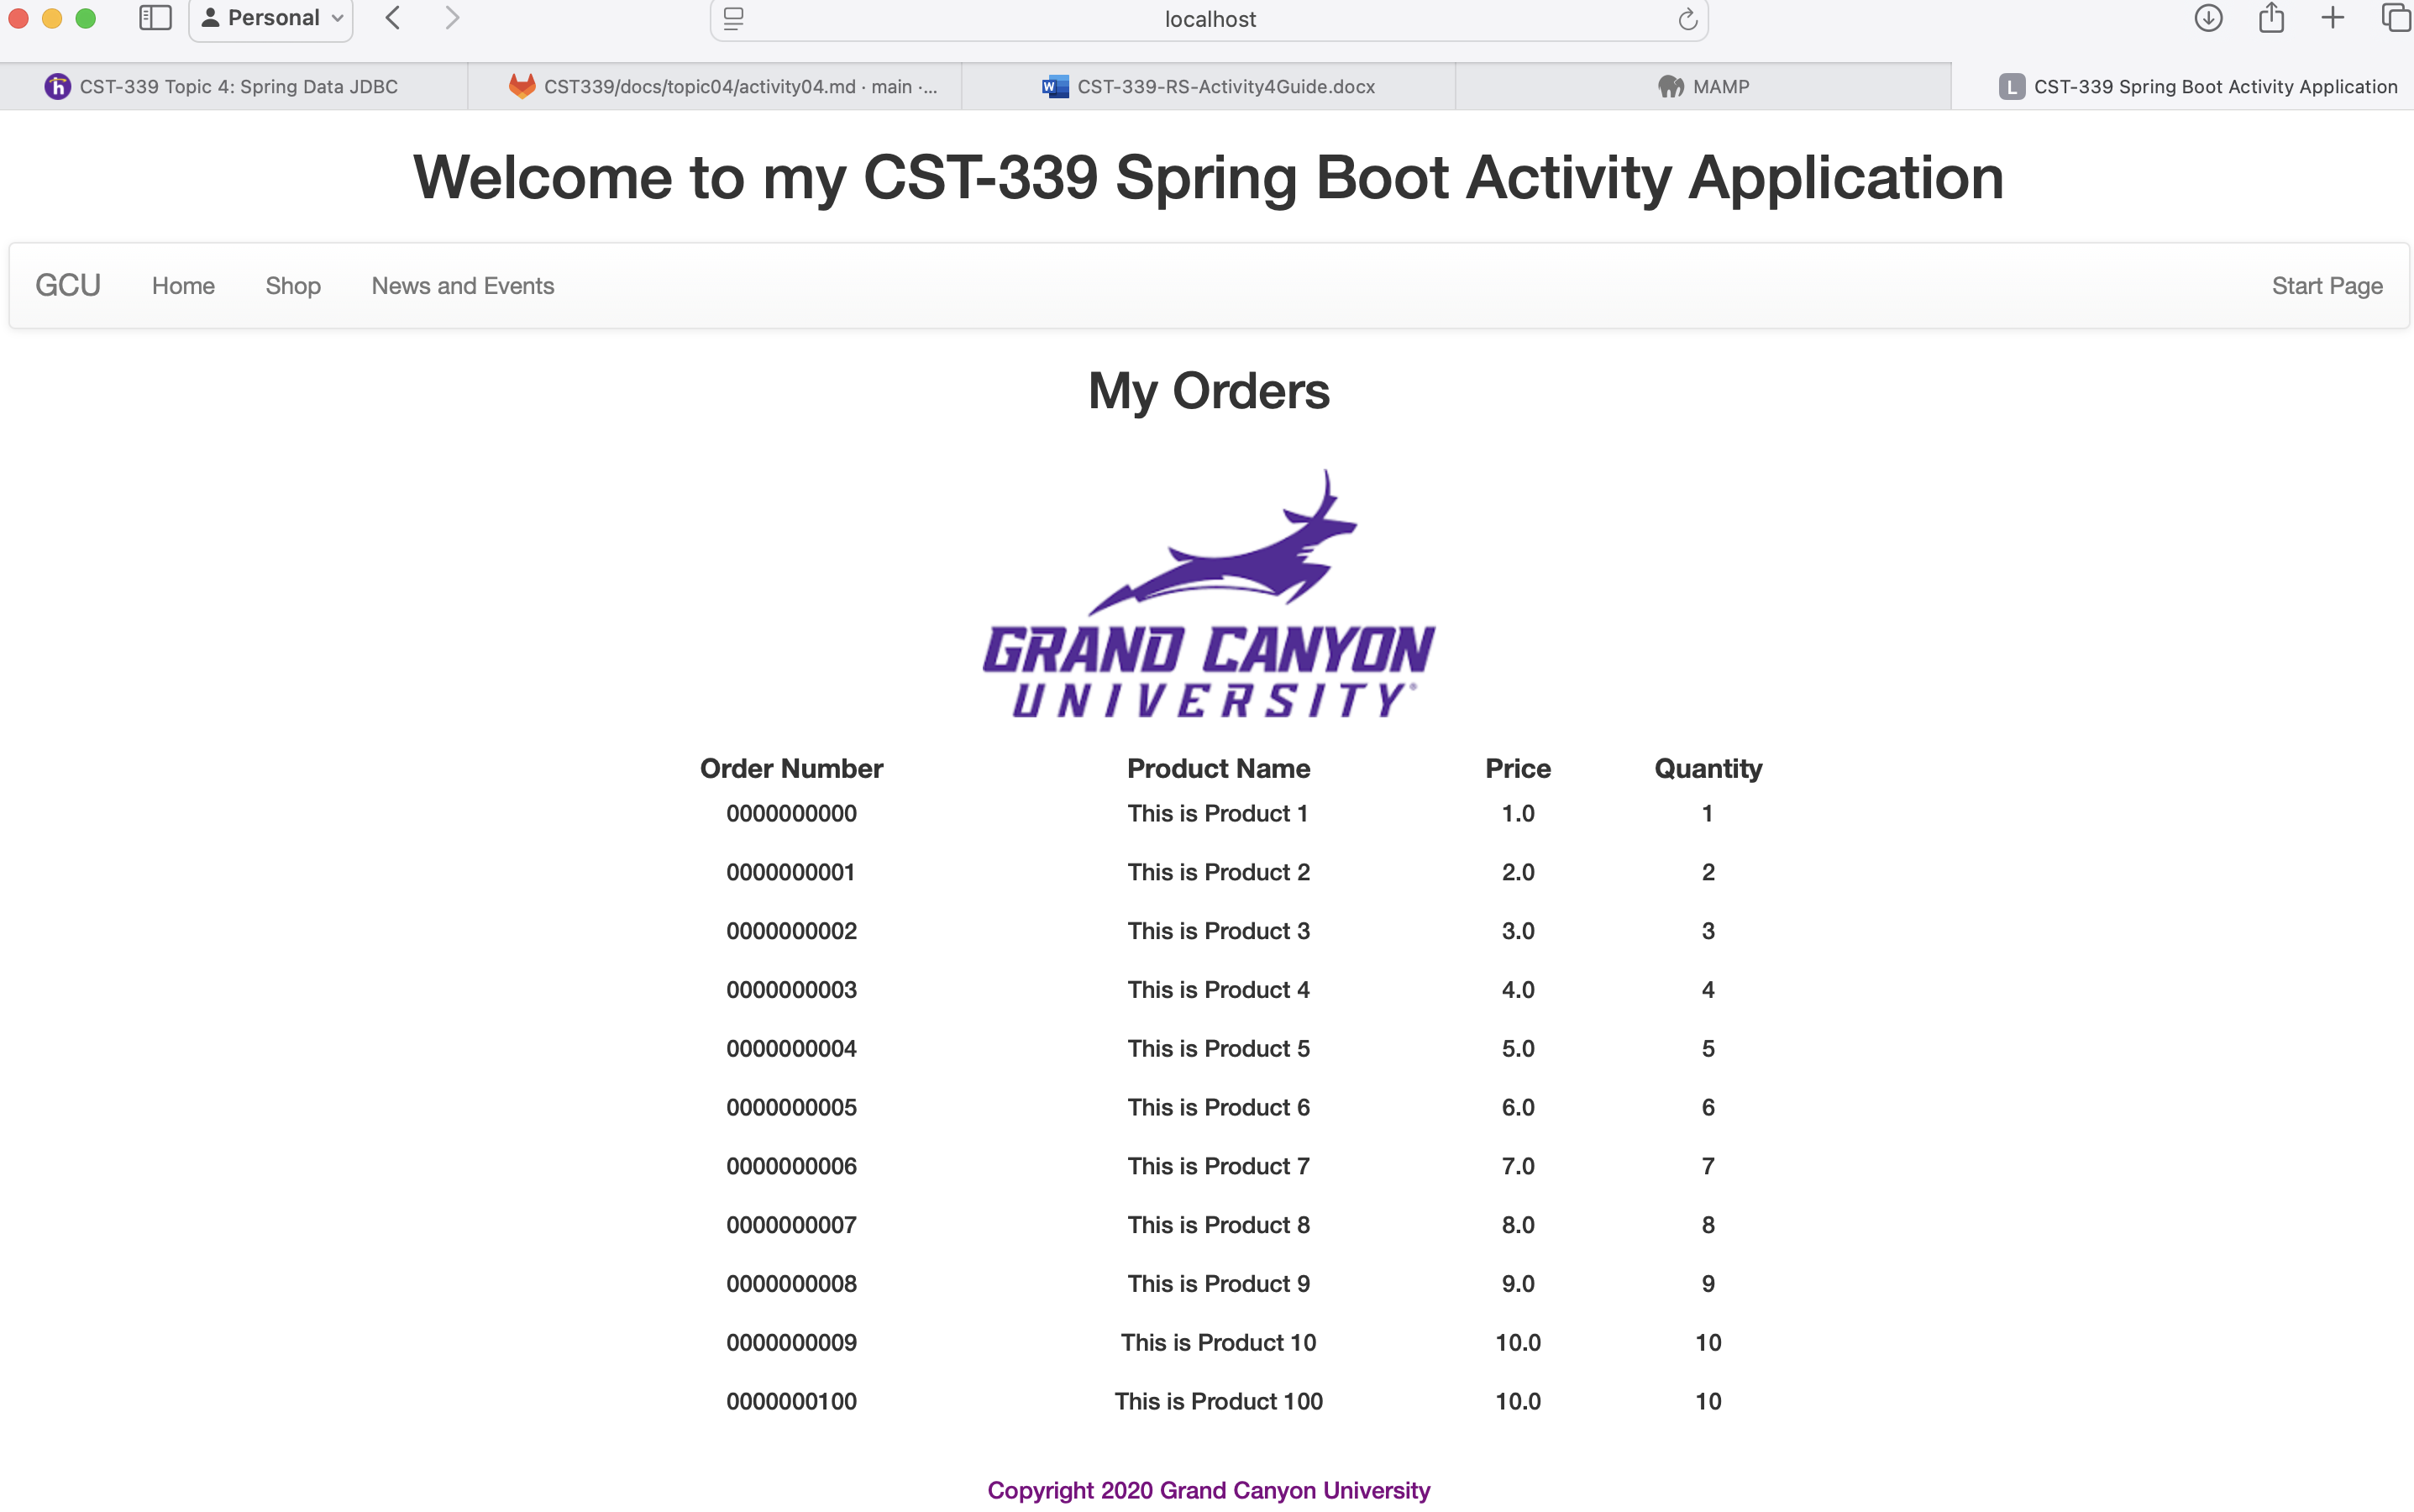 Personal
localhost
CST-339 Topic 4: Spring Data JDBC
CST339/docs/topic04/activity04.md · main ·...
CST-339-RS-Activity4Guide.docx
MAMP
L CST-339 Spring Boot Activity Application
Welcome to my CST-339 Spring Boot Activity Application
GCU Home Shop News and Events Start Page
My Orders
GRAND CANYON
UNIVERSITY
Order Number Product Name Price Quantity
0000000000 This is Product 1 1.0 1
0000000001 This is Product 2 2.0 2
0000000002 This is Product 3 3.0 3
0000000003 This is Product 4 4.0 4
0000000004 This is Product 5 5.0 5
0000000005 This is Product 6 6.0 6
0000000006 This is Product 7 7.0 7
0000000007 This is Product 8 8.0 8
0000000008 This is Product 9 9.0 9
0000000009 This is Product 10 10.0 10
0000000100 This is Product 100 10.0 10
Copyright 2020 Grand Canyon University